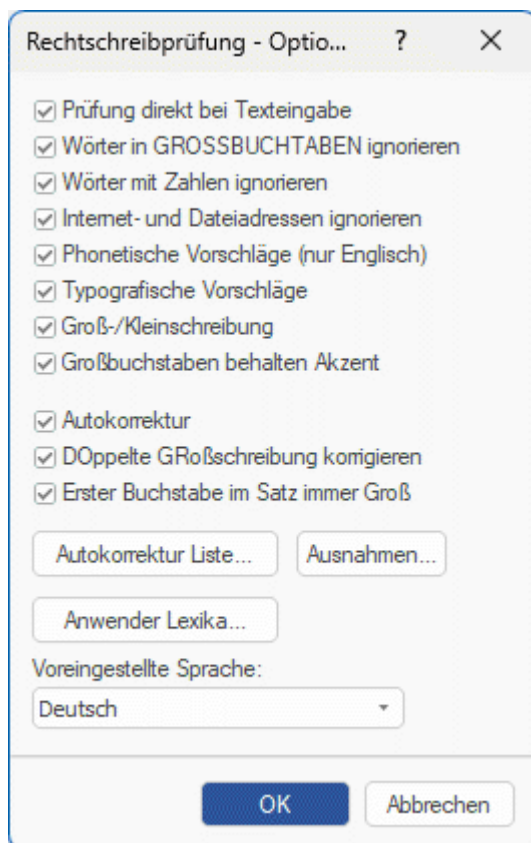 Rechtschreibprüfung - Optio... ?
Prüfung direkt bei Texteingabe
Wörter in GROSSBUCHTABEN ignorieren
Wörter mit Zahlen ignorieren
Internet- und Dateiadressen ignorieren
Phonetische Vorschläge (nur Englisch)
Typografische Vorschläge
Groß-/Kleinschreibung
Großbuchstaben behalten Akzent
Autokorrektur
DOppelte GRoßschreibung korrigieren
Erster Buchstabe im Satz immer Groß
Autokorrektur Liste... Ausnahmen...
Anwender Lexika...
Voreingestellte Sprache:
Deutsch
OK Abbrechen